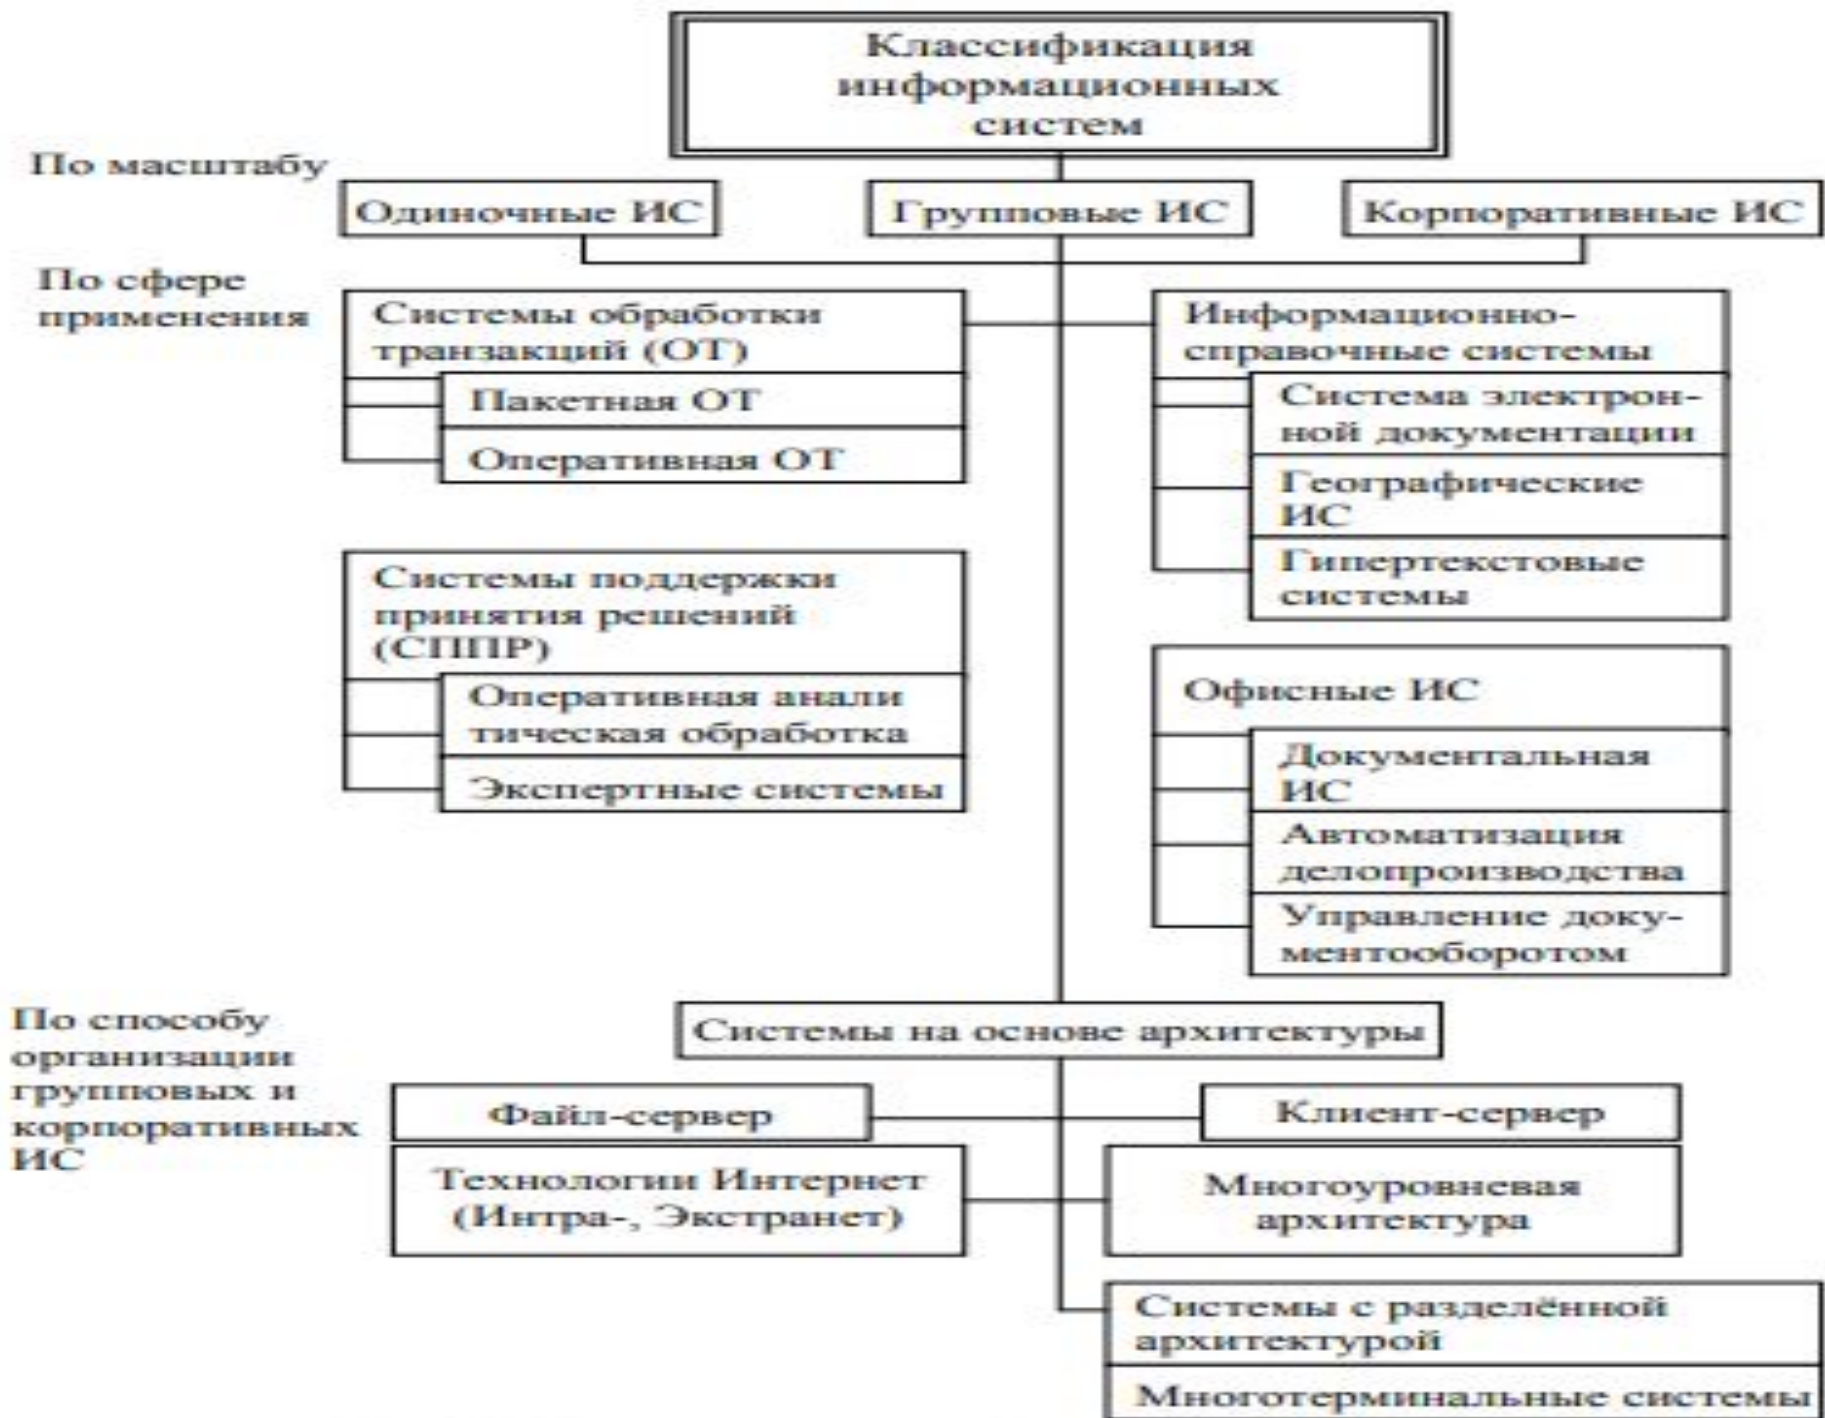 Классификация
информационных
систем
По масштабу
Одиночные ИС
Групповые ИС
Корпоративные ИС
По сфере
применения
Системы обработки
транзакций (ОТ)
Пакетная ОТ
Оперативная ОТ
Информационно-
справочные системы
Система электрон-
ной документации
Географические
ИС
Гипертекстовые
системы
Системы поддержки
принятия решений
(СППР)
Оперативная анали
тическая обработка
Экспертные системы
Офисные ИС
Документальная
ИС
Автоматизация
делопроизводства
Управление доку-
ментооборотом
По способу
организации
групповых и
корпоративных
ИС
Системы на основе архитектуры
Файл-сервер
Клиент-сервер
Технологии Интернет
(Интра-, Экстранет)
Многоуровневая
архитектура
Системы с разделённой
архитектурой
Многотерминальные системы